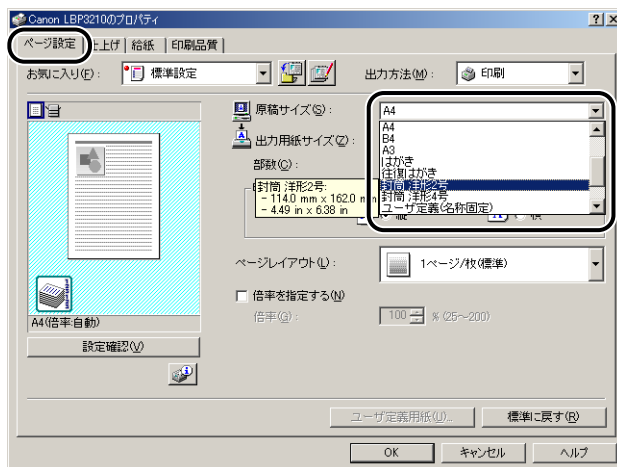 Canon LBP3210のプロパティ
ページ設定 仕上げ 給紙 印刷品質
お気に入り(F): 標準設定 出力方法(M): 印刷
原稿サイズ(S): A4
A4
B4
A3
はがき
往復はがき
封筒 洋形2号
封筒 洋形4号
ユーザ定義(名称固定)
出力用紙サイズ(Z):
部数(C):
封筒 洋形2号:
- 114.0 mm x 162.0 mm
- 4.49 in x 6.38 in
縦 A 横
ページレイアウト(L): 1ページ/枚(標準)
倍率を指定する(N)
倍率(G): 100 % (25~200)
A4(倍率:自動)
設定確認(V)
ユーザ定義用紙(U)... 標準に戻す(R)
OK キャンセル ヘルプ